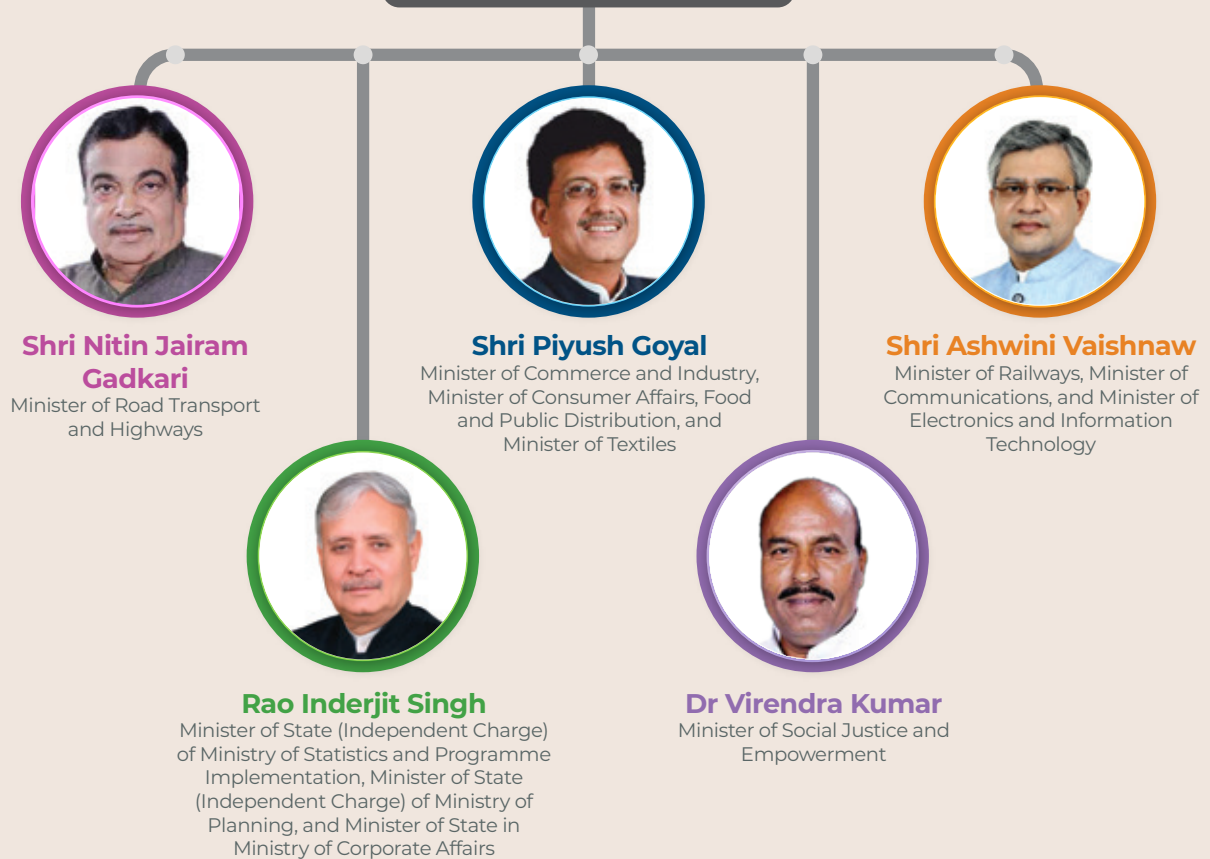 Shri Nitin Jairam
Gadkari
Minister of Road Transport
and Highways
Shri Piyush Goyal
Minister of Commerce and Industry,
Minister of Consumer Affairs, Food
and Public Distribution, and
Minister of Textiles
Shri Ashwini Vaishnaw
Minister of Railways, Minister of
Communications, and Minister of
Electronics and Information
Technology
Rao Inderjit Singh
Minister of State (Independent Charge)
of Ministry of Statistics and Programme
Implementation, Minister of State
(Independent Charge) of Ministry of
Planning, and Minister of State in
Ministry of Corporate Affairs
Dr Virendra Kumar
Minister of Social Justice and
Empowerment